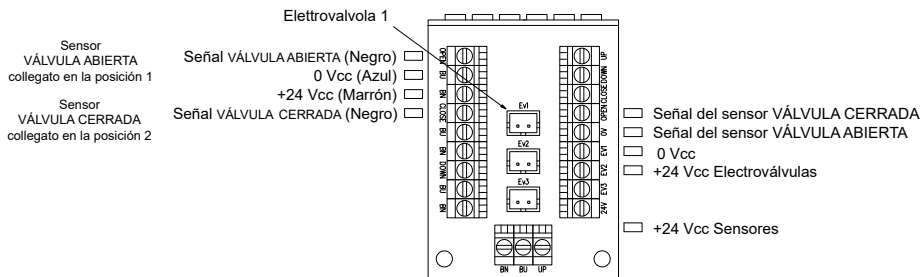 Elettrovalvola 1
Sensor
VÁLVULA ABIERTA
collegato en la posición 1
Sensor
VÁLVULA CERRADA
collegato en la posición 2
Señal VÁLVULA ABIERTA (Negro)
0 Vcc (Azul)
+24 Vcc (Marrón)
Señal VÁLVULA CERRADA (Negro)
OPEN
BU
BN
CLOSE
BU
BN
DOWN
BU
BN
Ev1
Ev2
Ev3
UP
DOWN
CLOSE
OPEN
0V
EV1
EV2
EV3
24V
BN BU UP
Señal del sensor VÁLVULA CERRADA
Señal del sensor VÁLVULA ABIERTA
0 Vcc
+24 Vcc Electroválvulas
+24 Vcc Sensores